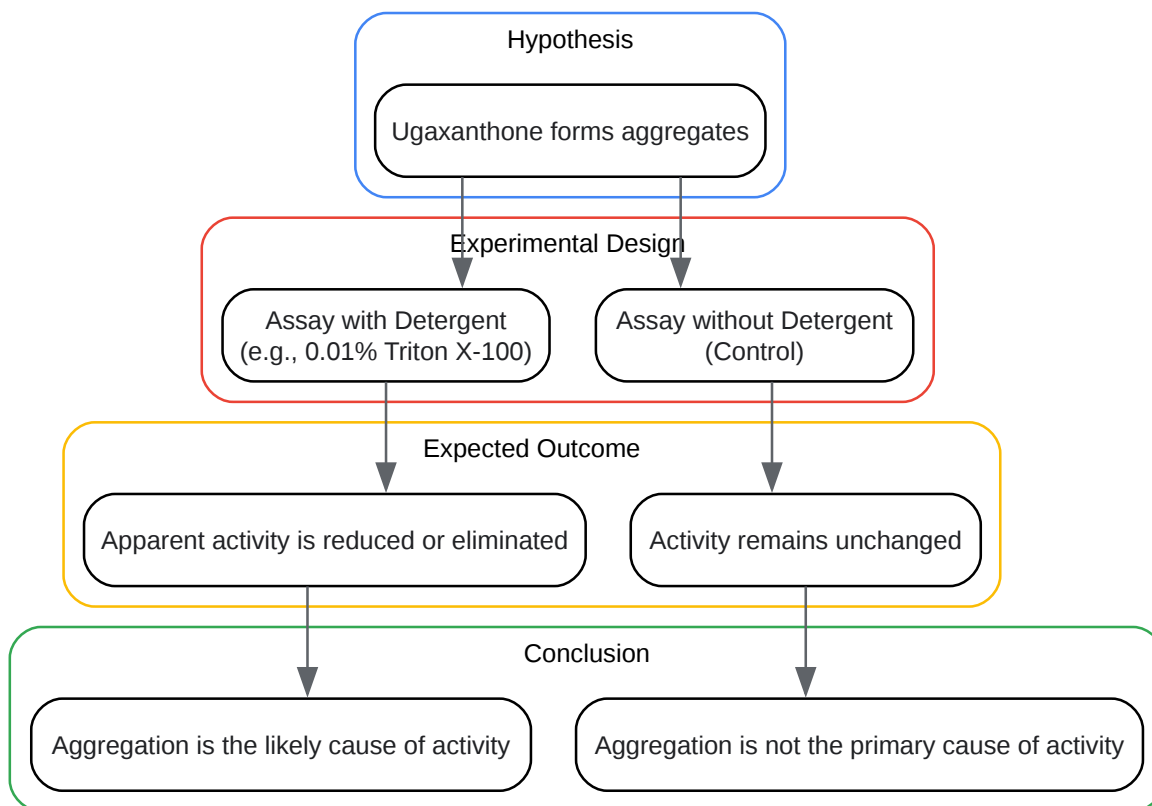 Hypothesis
Ugaxanthone forms aggregates
Experimental Design
Assay with Detergent
(e.g., 0.01% Triton X-100)
Assay without Detergent
(Control)
Expected Outcome
Apparent activity is reduced or eliminated
Activity remains unchanged
Conclusion
Aggregation is the likely cause of activity
Aggregation is not the primary cause of activity